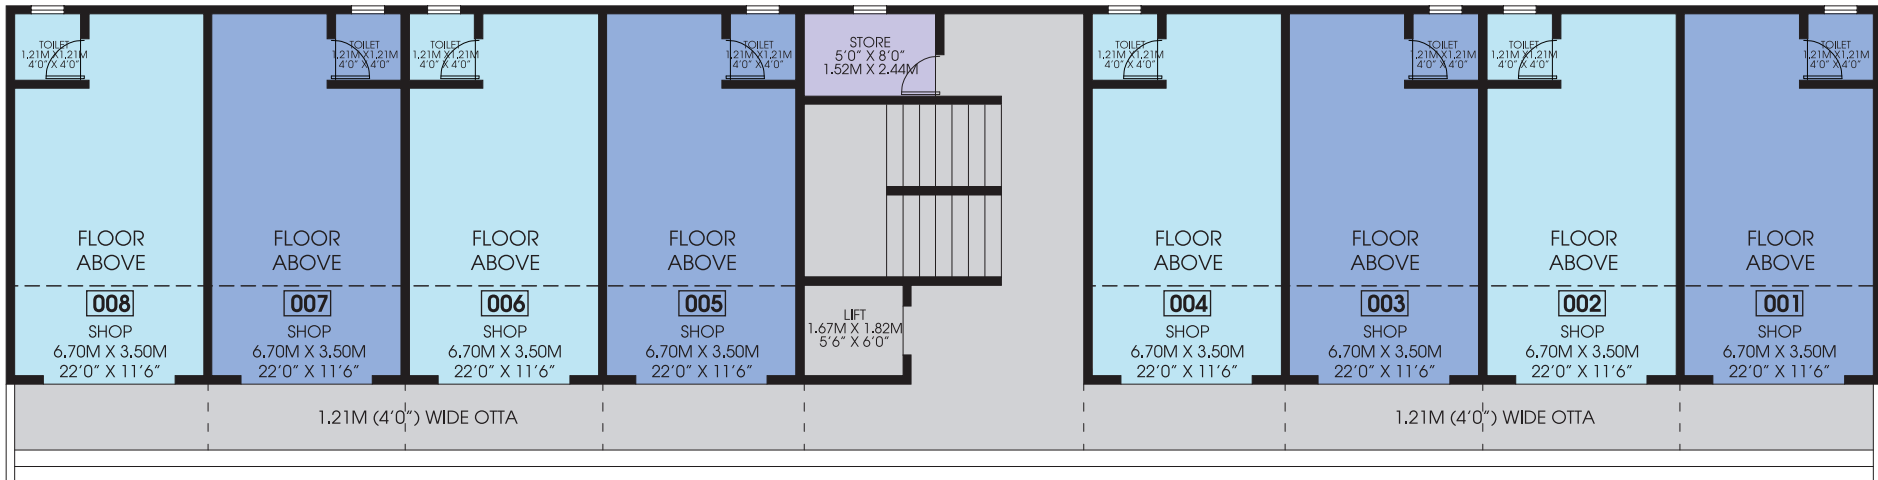 TOILET
1.21M X1.21M
4'0" X 4'0"
TOILET
1.21M X1.21M
4'0" X 4'0"
TOILET
1.21M X1.21M
4'0" X 4'0"
TOILET
1.21M X1.21M
4'0" X 4'0"
STORE
5'0" X 8'0"
1.52M X 2.44M
TOILET
1.21M X1.21M
4'0" X 4'0"
TOILET
1.21M X1.21M
4'0" X 4'0"
TOILET
1.21M X1.21M
4'0" X 4'0"
TOILET
1.21M X1.21M
4'0" X 4'0"
FLOOR
ABOVE
008
SHOP
6.70M X 3.50M
22'0" X 11'6"
FLOOR
ABOVE
007
SHOP
6.70M X 3.50M
22'0" X 11'6"
FLOOR
ABOVE
006
SHOP
6.70M X 3.50M
22'0" X 11'6"
FLOOR
ABOVE
005
SHOP
6.70M X 3.50M
22'0" X 11'6"
LIFT
1.67M X 1.82M
5'6" X 6'0"
FLOOR
ABOVE
004
SHOP
6.70M X 3.50M
22'0" X 11'6"
FLOOR
ABOVE
003
SHOP
6.70M X 3.50M
22'0" X 11'6"
FLOOR
ABOVE
002
SHOP
6.70M X 3.50M
22'0" X 11'6"
FLOOR
ABOVE
001
SHOP
6.70M X 3.50M
22'0" X 11'6"
1.21M (4'0") WIDE OTTA
1.21M (4'0") WIDE OTTA